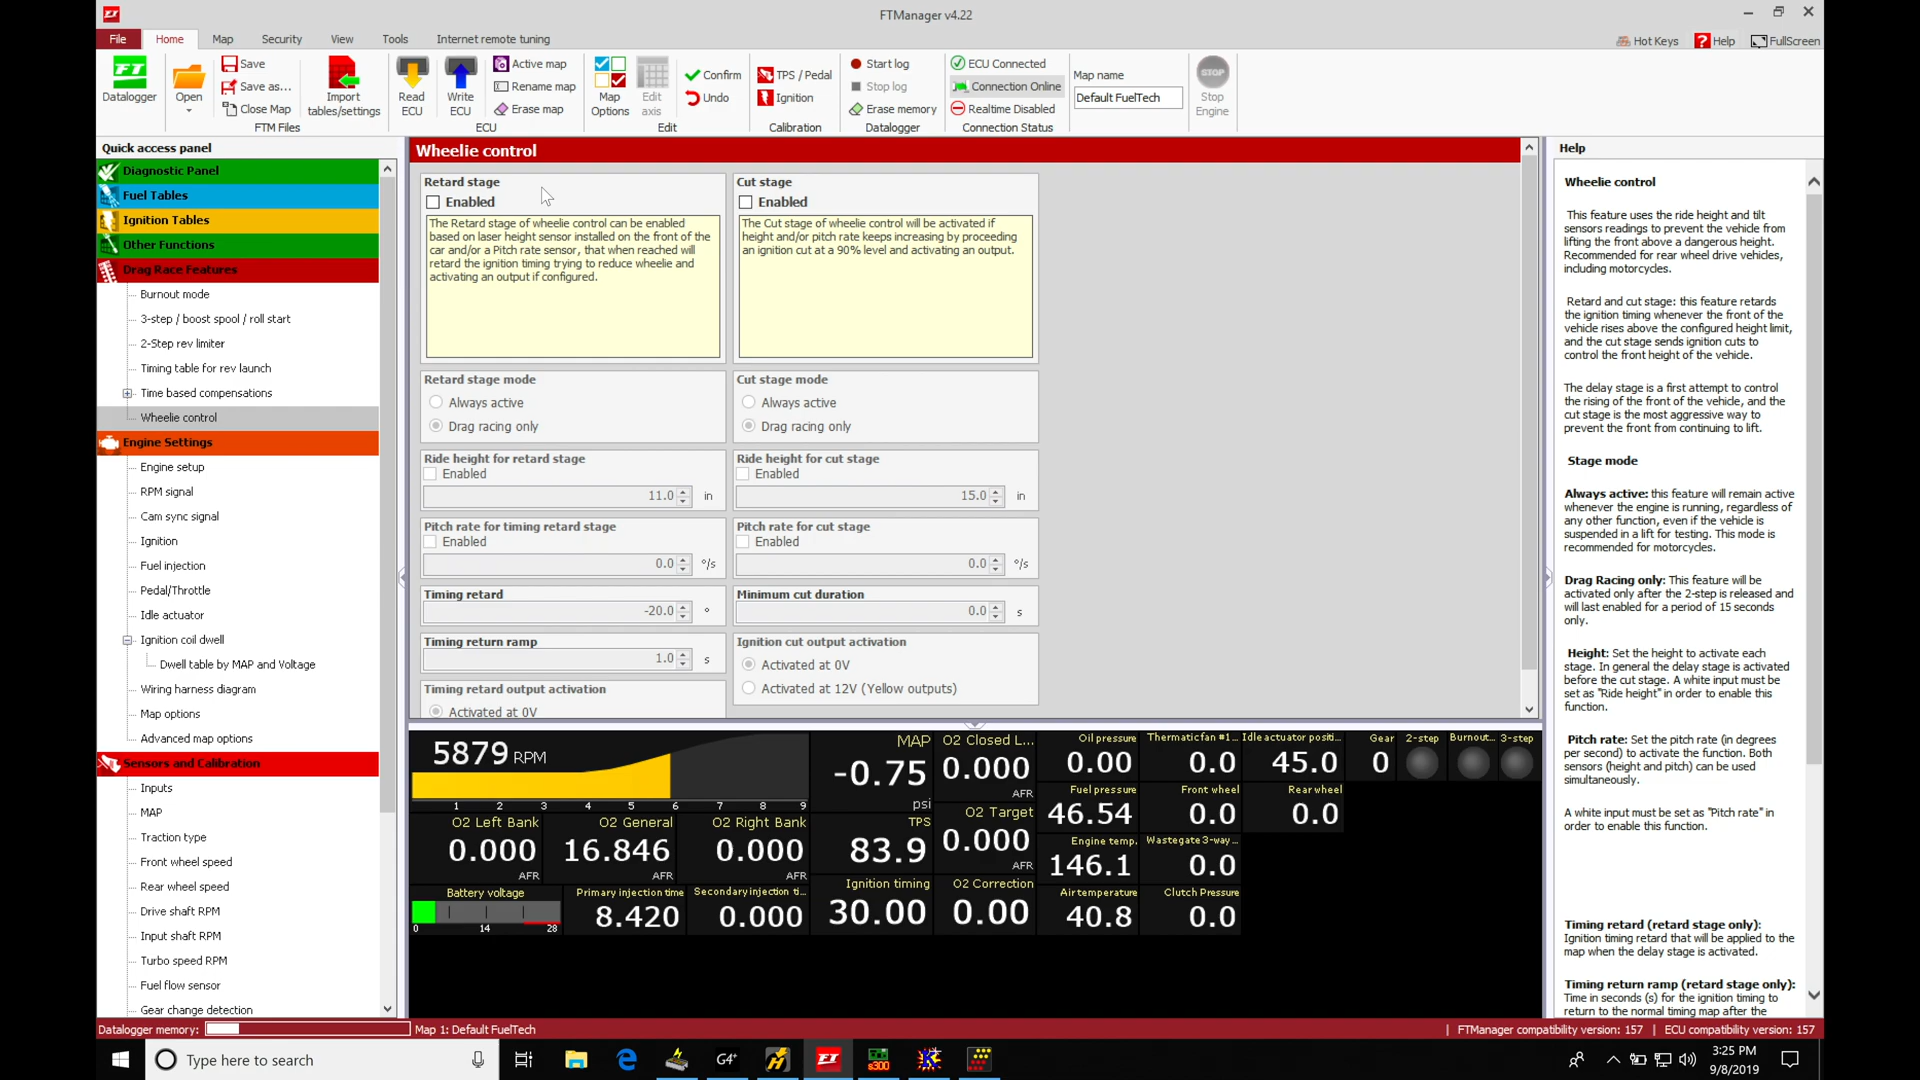 FTManager v4.22
File
Home
Map
Security
View
Tools
Internet remote tuning
Hot Keys
Help
FullScreen
Datalogger
Open
Save
Save as...
Close Map
Import tables/settings
FTM Files
Read ECU
Write ECU
Active map
Rename map
Erase map
ECU
Map Options
Edit axis
Confirm
Undo
Edit
TPS / Pedal
Ignition
Calibration
Start log
Stop log
Erase memory
Datalogger
ECU Connected
Connection Online
Realtime Disabled
Connection Status
Map name
Default FuelTech
STOP
Stop Engine
Quick access panel
Diagnostic Panel
Fuel Tables
Ignition Tables
Other Functions
Drag Race Features
Burnout mode
3-step / boost spool / roll start
2-Step rev limiter
Timing table for rev launch
Time based compensations
Wheelie control
Engine Settings
Engine setup
RPM signal
Cam sync signal
Ignition
Fuel injection
Pedal/Throttle
Idle actuator
Ignition coil dwell
Dwell table by MAP and Voltage
Wiring harness diagram
Map options
Advanced map options
Sensors and Calibration
Inputs
MAP
Traction type
Front wheel speed
Rear wheel speed
Drive shaft RPM
Input shaft RPM
Turbo speed RPM
Fuel flow sensor
Gear change detection
Wheelie control
Retard stage
Enabled
The Retard stage of wheelie control can be enabled
based on laser height sensor installed on the front of the
car and/or a Pitch rate sensor, that when reached will
retard the ignition timing trying to reduce wheelie and
activating an output if configured.
Cut stage
Enabled
The Cut stage of wheelie control will be activated if
height and/or pitch rate keeps increasing by proceeding
an ignition cut at a 90% level and activating an output.
Retard stage mode
Always active
Drag racing only
Cut stage mode
Always active
Drag racing only
Ride height for retard stage
Enabled
11.0 in
Ride height for cut stage
Enabled
15.0 in
Pitch rate for timing retard stage
Enabled
0.0 °/s
Pitch rate for cut stage
Enabled
0.0 °/s
Timing retard
-20.0 °
Minimum cut duration
0.0 s
Timing return ramp
1.0 s
Ignition cut output activation
Activated at 0V
Activated at 12V (Yellow outputs)
Timing retard output activation
Activated at 0V
5879 RPM
1 2 3 4 5 6 7 8 9
MAP
-0.75
psi
O2 Closed L...
0.000
AFR
Oil pressure
0.00
Thermatic fan #1...
0.0
Idle actuator positi...
45.0
Gear
0
2-step
Burnout...
3-step
O2 Left Bank
0.000
AFR
O2 General
16.846
AFR
O2 Right Bank
0.000
AFR
TPS
83.9
O2 Target
0.000
AFR
Fuel pressure
46.54
Front wheel
0.0
Rear wheel
0.0
Engine temp.
146.1
Wastegate 3-way...
0.0
Battery voltage
0 14 28
Primary injection time
8.420
Secondary injection ti...
0.000
Ignition timing
30.00
O2 Correction
0.00
Air temperature
40.8
Clutch Pressure
0.0
Help
Wheelie control
This feature uses the ride height and tilt
sensors readings to prevent the vehicle from
lifting the front above a dangerous height.
Recommended for rear wheel drive vehicles,
including motorcycles.
Retard and cut stage: this feature retards
the ignition timing whenever the front of the
vehicle rises above the configured height limit,
and the cut stage sends ignition cuts to
control the front height of the vehicle.
The delay stage is a first attempt to control
the rising of the front of the vehicle, and the
cut stage is the most aggressive way to
prevent the front from continuing to lift.
Stage mode
Always active: this feature will remain active
whenever the engine is running, regardless of
any other function, even if the vehicle is
suspended in a lift for testing. This mode is
recommended for motorcycles.
Drag Racing only: This feature will be
activated only after the 2-step is released and
will last enabled for a period of 15 seconds
only.
Height: Set the height to activate each
stage. In general the delay stage is activated
before the cut stage. A white input must be
set as "Ride height" in order to enable this
function.
Pitch rate: Set the pitch rate (in degrees
per second) to activate the function. Both
sensors (height and pitch) can be used
simultaneously.
A white input must be set as "Pitch rate" in
order to enable this function.
Timing retard (retard stage only):
Ignition timing retard that will be applied to the
map when the delay stage is activated.
Timing return ramp (retard stage only):
Time in seconds (s) for the ignition timing to
return to the normal timing map after the
Datalogger memory:
Map 1: Default FuelTech
FTManager compatibility version: 157
ECU compatibility version: 157
Type here to search
G4+
FT
s300
3:25 PM
9/8/2019